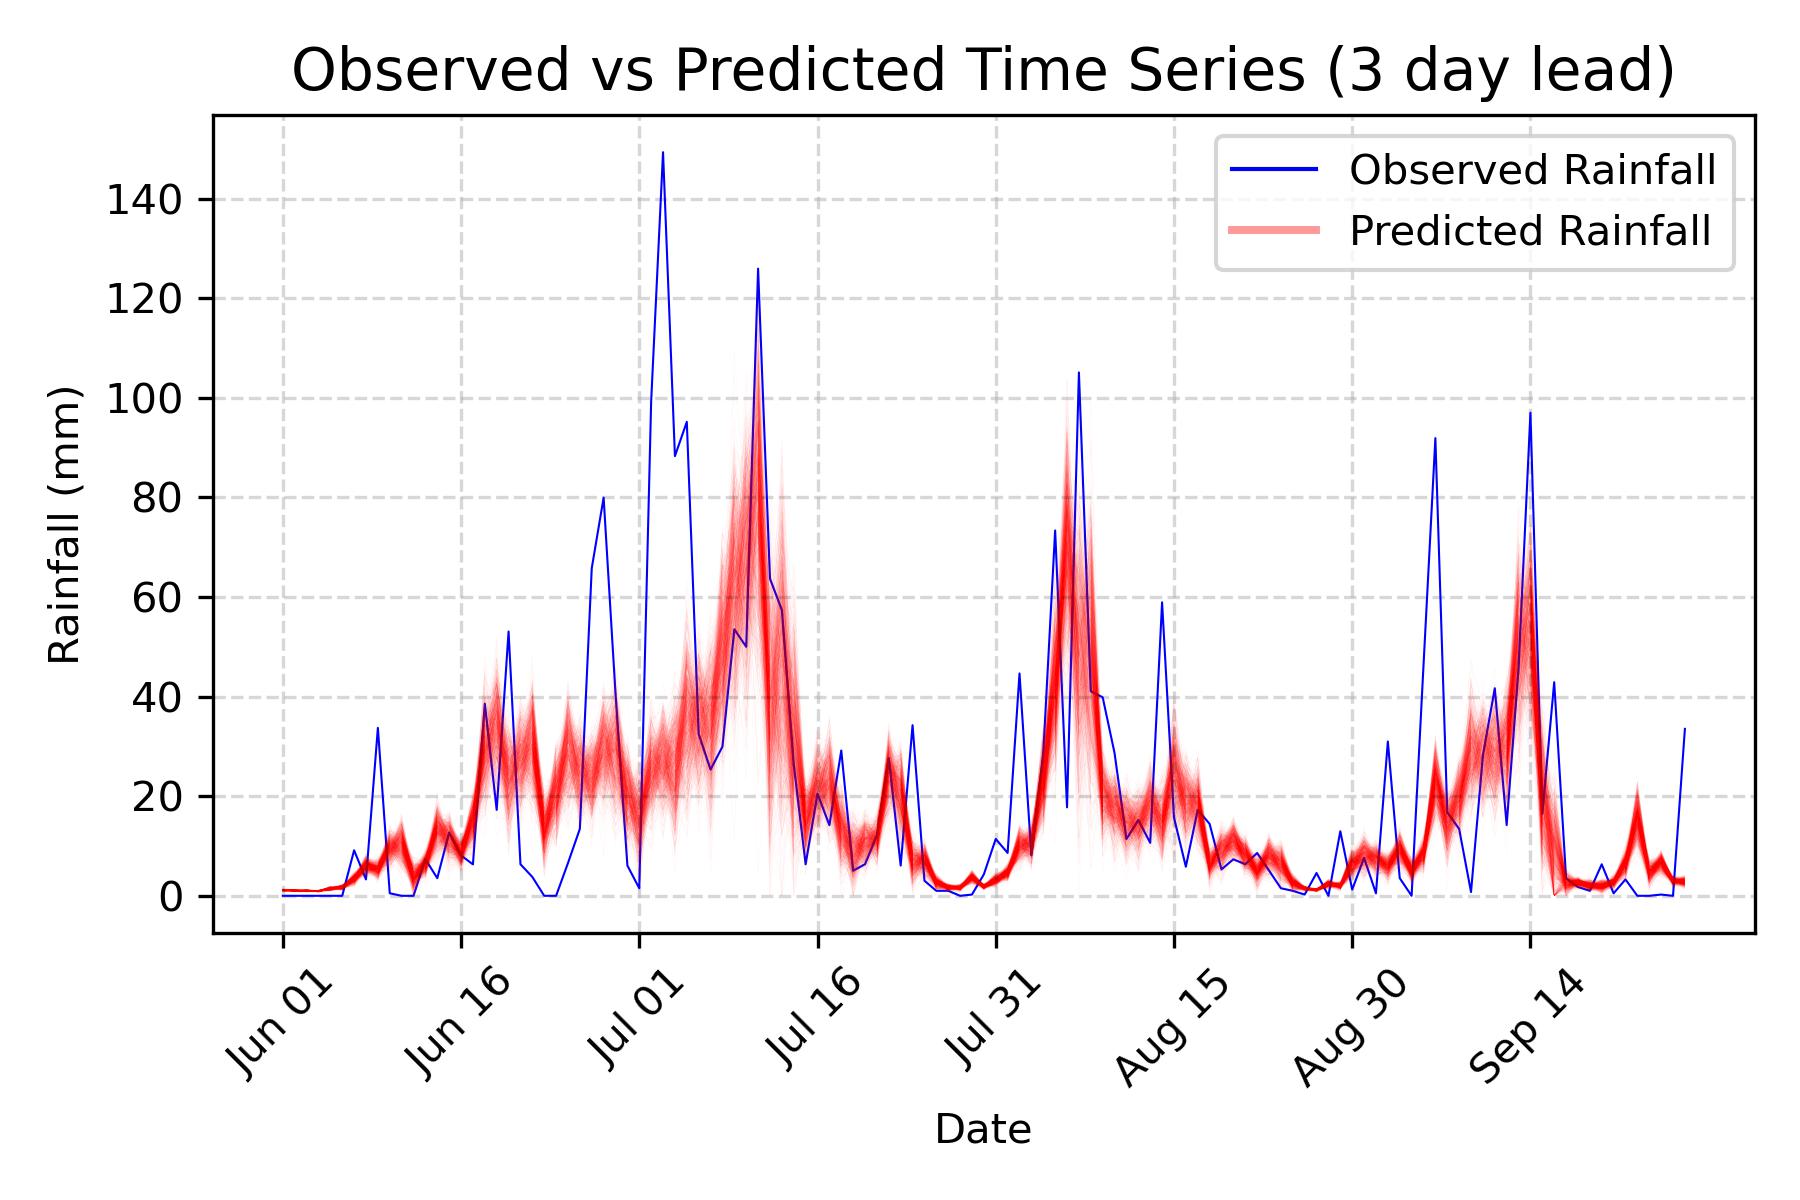 Observed vs Predicted Time Series (3 day lead)
Observed Rainfall
Predicted Rainfall
Rainfall (mm)
140
120
100
80
60
40
20
0
Jun 01
Jun 16
Jul 01
Jul 16
Jul 31
Aug 15
Aug 30
Sep 14
Date